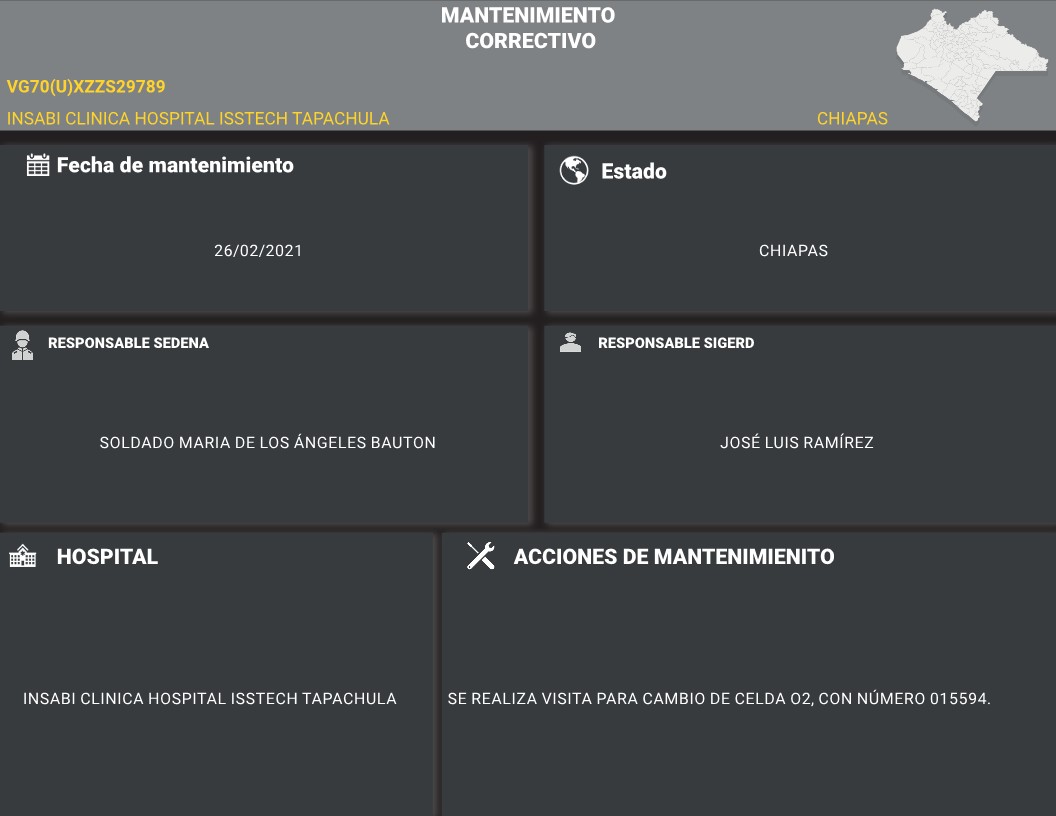 MANTENIMIENTO
CORRECTIVO
VG70(U)XZZS29789
INSABI CLINICA HOSPITAL ISSTECH TAPACHULA
CHIAPAS
Fecha de mantenimiento
26/02/2021
Estado
CHIAPAS
RESPONSABLE SEDENA
SOLDADO MARIA DE LOS ÁNGELES BAUTON
RESPONSABLE SIGERD
JOSÉ LUIS RAMÍREZ
HOSPITAL
INSABI CLINICA HOSPITAL ISSTECH TAPACHULA
ACCIONES DE MANTENIMIENITO
SE REALIZA VISITA PARA CAMBIO DE CELDA O2, CON NÚMERO 015594.